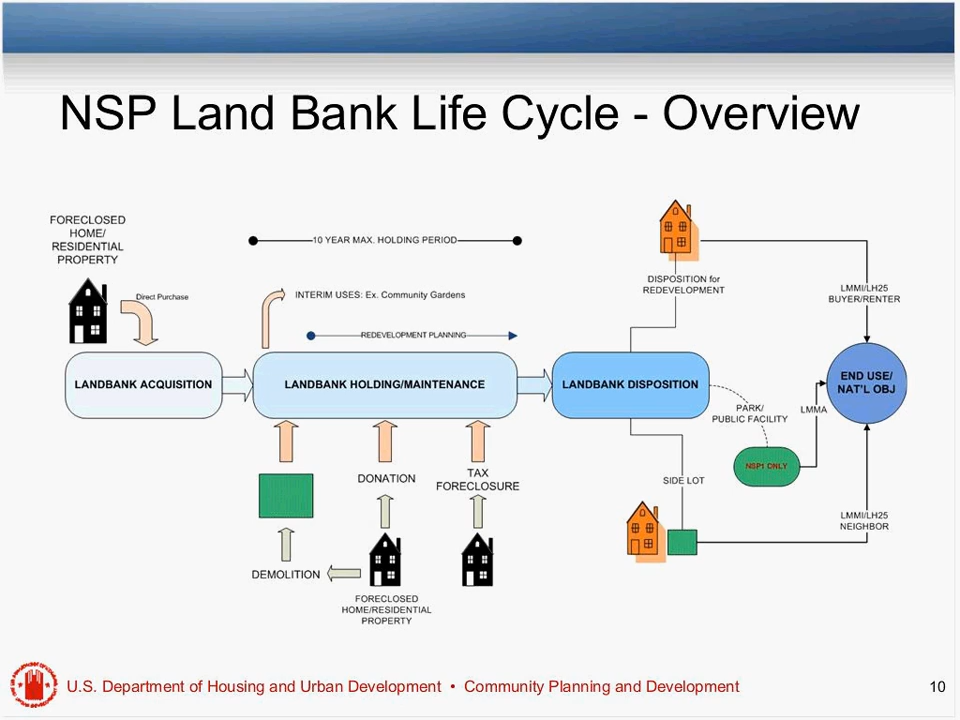 NSP Land Bank Life Cycle - Overview
FORECLOSED
HOME/
RESIDENTIAL
PROPERTY
Direct Purchase
10 YEAR MAX. HOLDING PERIOD
INTERIM USES: Ex. Community Gardens
REDEVELOPMENT PLANNING
DISPOSITION for
REDEVELOPMENT
LMMI/LH25
BUYER/RENTER
LANDBANK ACQUISITION
LANDBANK HOLDING/MAINTENANCE
LANDBANK DISPOSITION
END USE/
NAT'L OBJ
PARK/
PUBLIC FACILITY
LMMA
NSP1 ONLY
DONATION
TAX
FORECLOSURE
SIDE LOT
LMMI/LH25
NEIGHBOR
DEMOLITION
FORECLOSED
HOME/RESIDENTIAL
PROPERTY
U.S. Department of Housing and Urban Development • Community Planning and Development
10